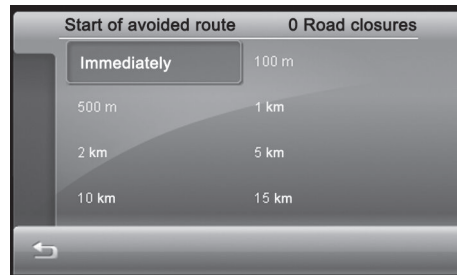 Start of avoided route 0 Road closures
Immediately 100 m
500 m 1 km
2 km 5 km
10 km 15 km